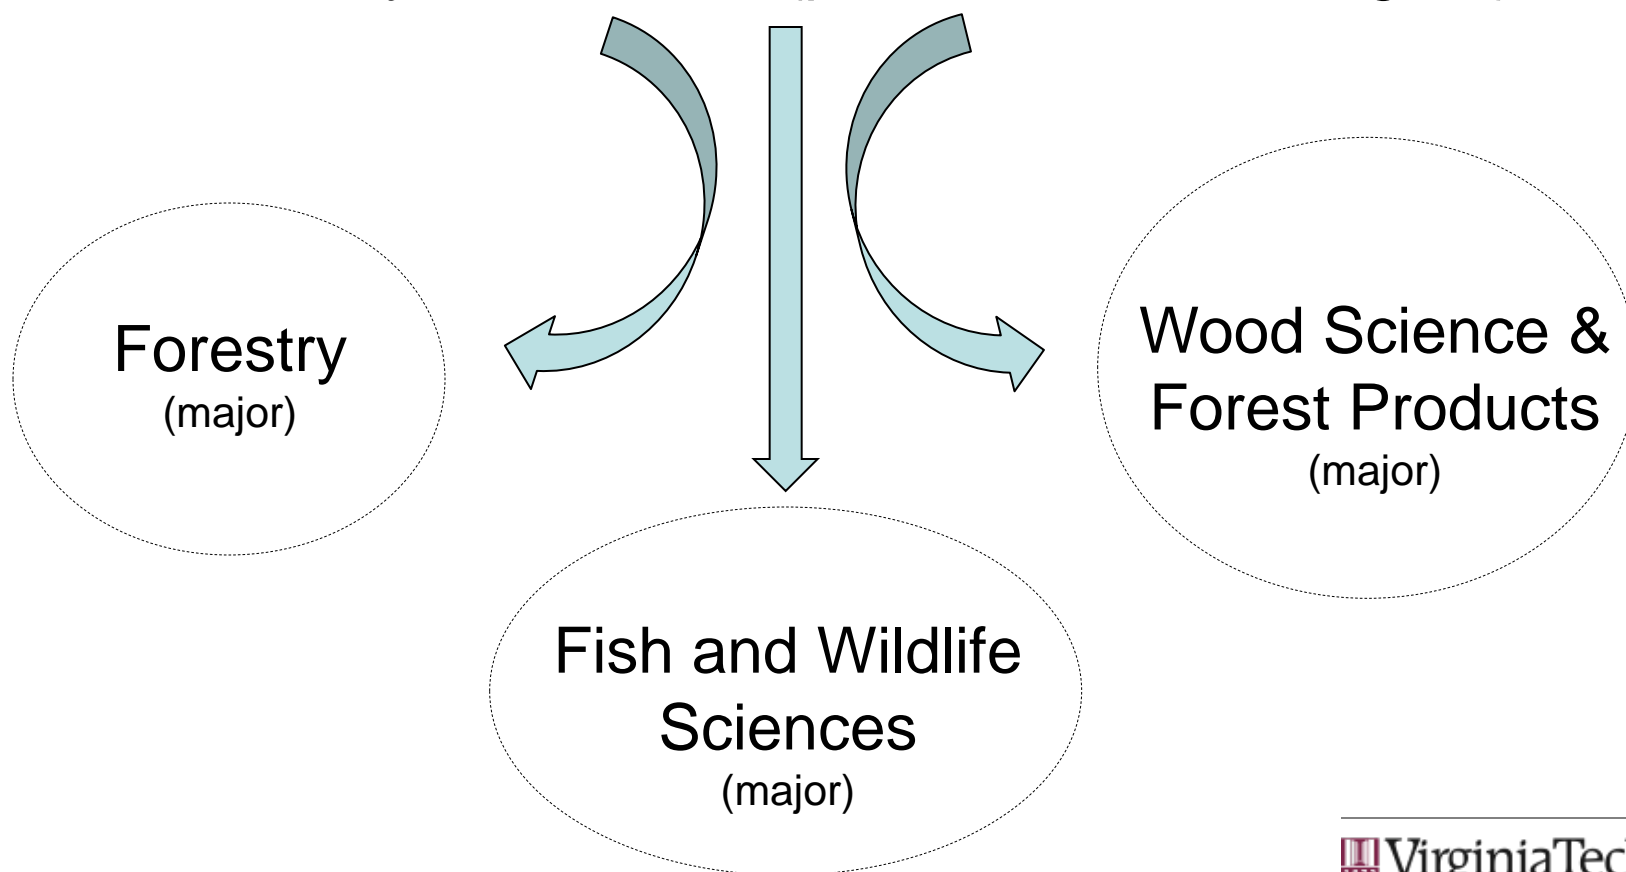 Forestry
(major)
Wood Science &
Forest Products
(major)
Fish and Wildlife
Sciences
(major)